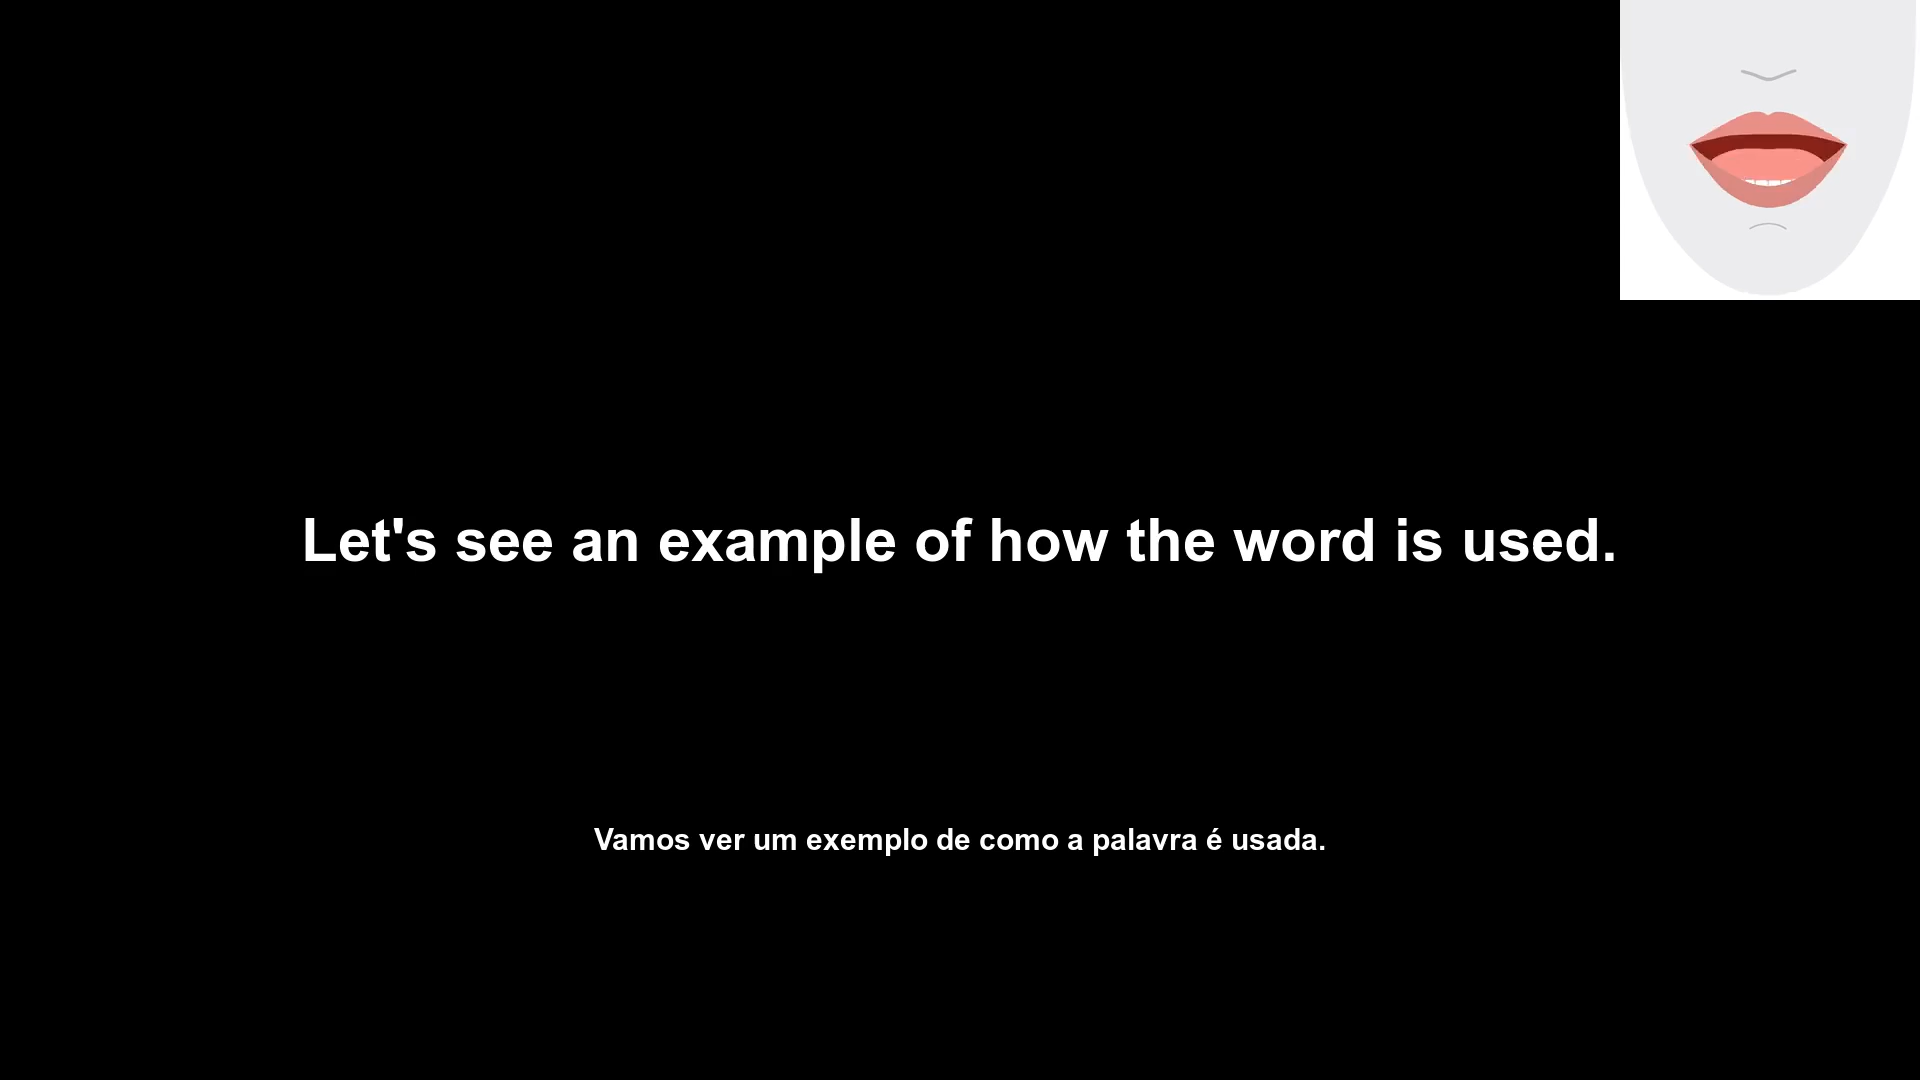 Let's see an example of how the word is used.
Vamos ver um exemplo de como a palavra é usada.